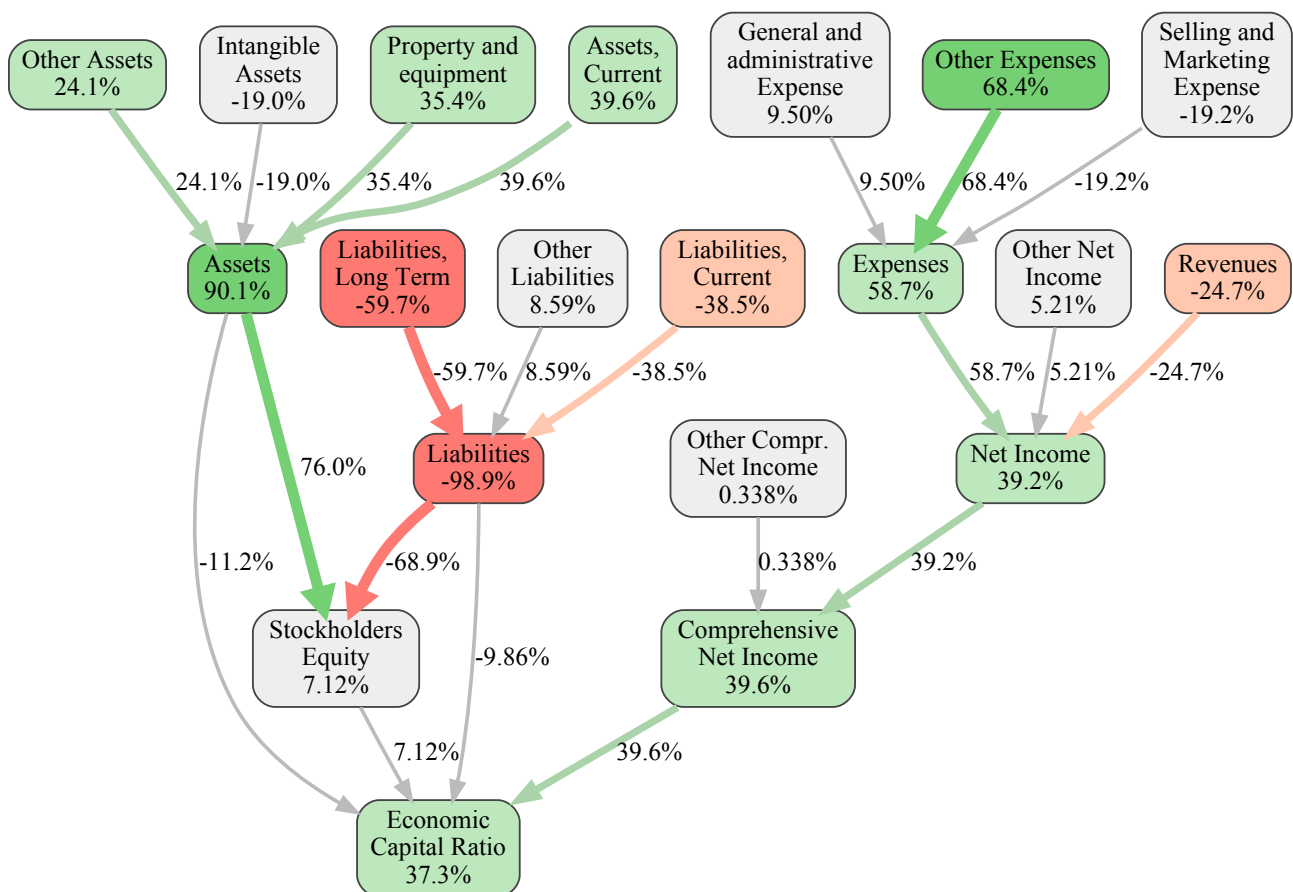 Other Assets
24.1%
Intangible
Assets
-19.0%
Property and
equipment
35.4%
Assets,
Current
39.6%
General and
administrative
Expense
9.50%
Other Expenses
68.4%
Selling and
Marketing
Expense
-19.2%
24.1%
-19.0%
35.4%
39.6%
9.50%
68.4%
-19.2%
Assets
90.1%
Liabilities,
Long Term
-59.7%
Other
Liabilities
8.59%
Liabilities,
Current
-38.5%
Expenses
58.7%
Other Net
Income
5.21%
Revenues
-24.7%
-59.7%
8.59%
-38.5%
58.7%
5.21%
-24.7%
76.0%
Liabilities
-98.9%
Other Compr.
Net Income
0.338%
Net Income
39.2%
-11.2%
-68.9%
0.338%
39.2%
Stockholders
Equity
7.12%
-9.86%
Comprehensive
Net Income
39.6%
7.12%
39.6%
Economic
Capital Ratio
37.3%